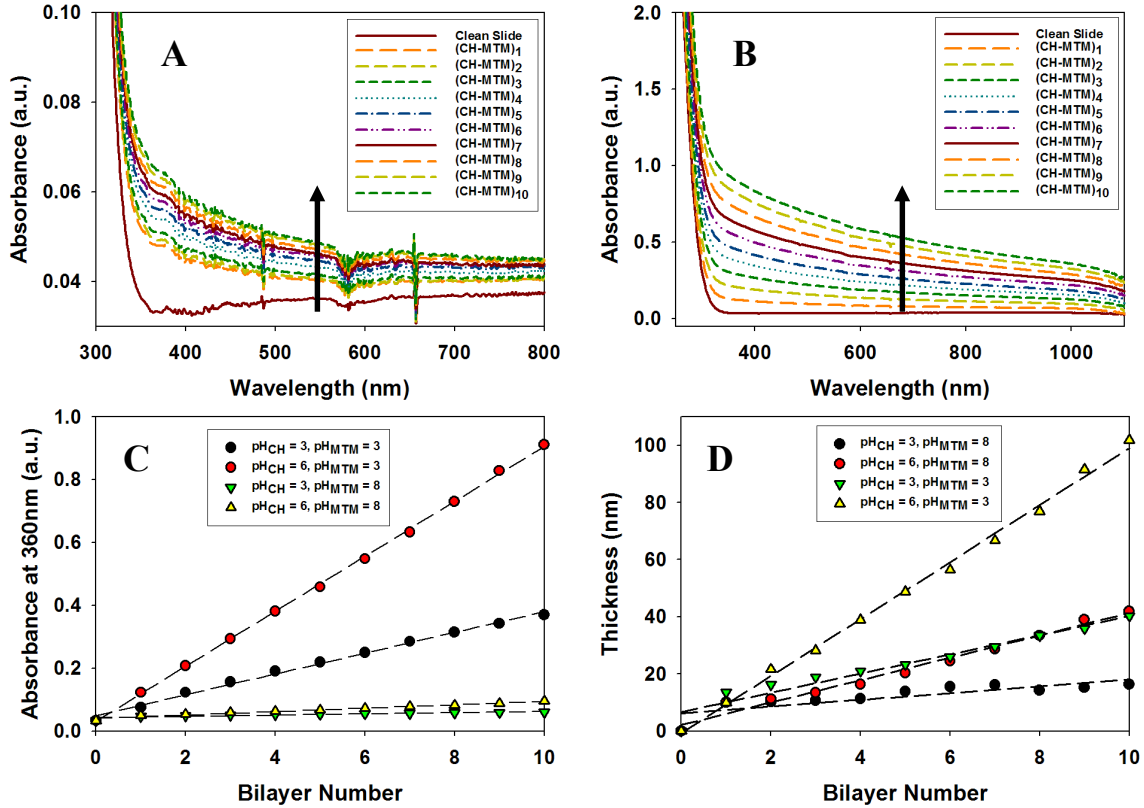 A
Absorbance (a.u.)
0.10
0.08
0.06
0.04
300 400 500 600 700 800
Wavelength (nm)
Clean Slide
(CH-MTM)1
(CH-MTM)2
(CH-MTM)3
(CH-MTM)4
(CH-MTM)5
(CH-MTM)6
(CH-MTM)7
(CH-MTM)8
(CH-MTM)9
(CH-MTM)10
B
Absorbance (a.u.)
2.0
1.5
1.0
0.5
0.0
400 600 800 1000
Wavelength (nm)
Clean Slide
(CH-MTM)1
(CH-MTM)2
(CH-MTM)3
(CH-MTM)4
(CH-MTM)5
(CH-MTM)6
(CH-MTM)7
(CH-MTM)8
(CH-MTM)9
(CH-MTM)10
C
Absorbance at 360nm (a.u.)
1.0
0.8
0.6
0.4
0.2
0.0
0 2 4 6 8 10
Bilayer Number
pHCH = 3, pHMTM = 3
pHCH = 6, pHMTM = 3
pHCH = 3, pHMTM = 8
pHCH = 6, pHMTM = 8
D
Thickness (nm)
100
80
60
40
20
0
0 2 4 6 8 10
Bilayer Number
pHCH = 3, pHMTM = 8
pHCH = 6, pHMTM = 8
pHCH = 3, pHMTM = 3
pHCH = 6, pHMTM = 3